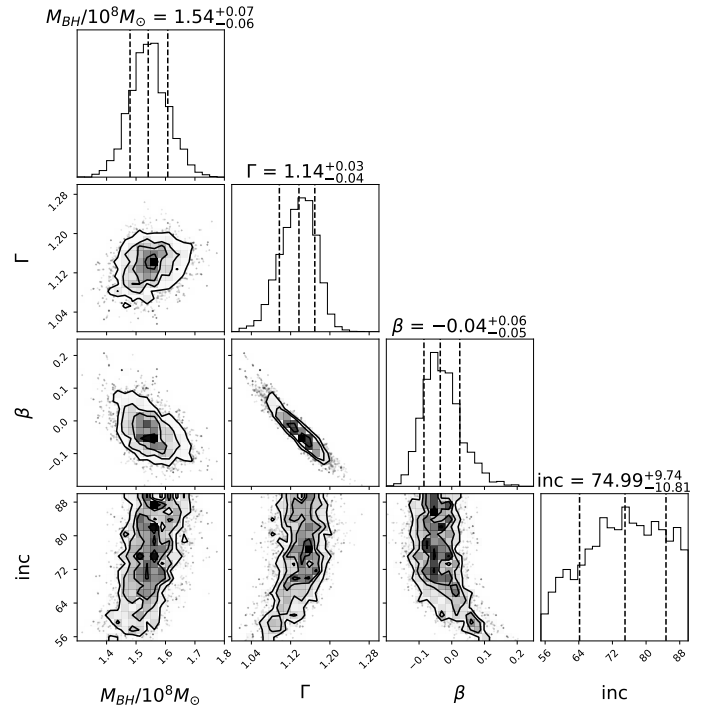 M_{BH}/10^8M_⊙ = 1.54^{+0.07}_{-0.06}
Γ = 1.14^{+0.03}_{-0.04}
1.28
1.20
1.12
1.04
Γ
β = −0.04^{+0.06}_{-0.05}
0.2
0.1
0.0
−0.1
β
inc = 74.99^{+9.74}_{-10.81}
88
80
72
64
56
inc
1.4 1.5 1.6 1.7 1.8
1.04 1.12 1.20 1.28
−0.1 0.0 0.1 0.2
56 64 72 80 88
M_{BH}/10^8M_⊙ Γ β inc